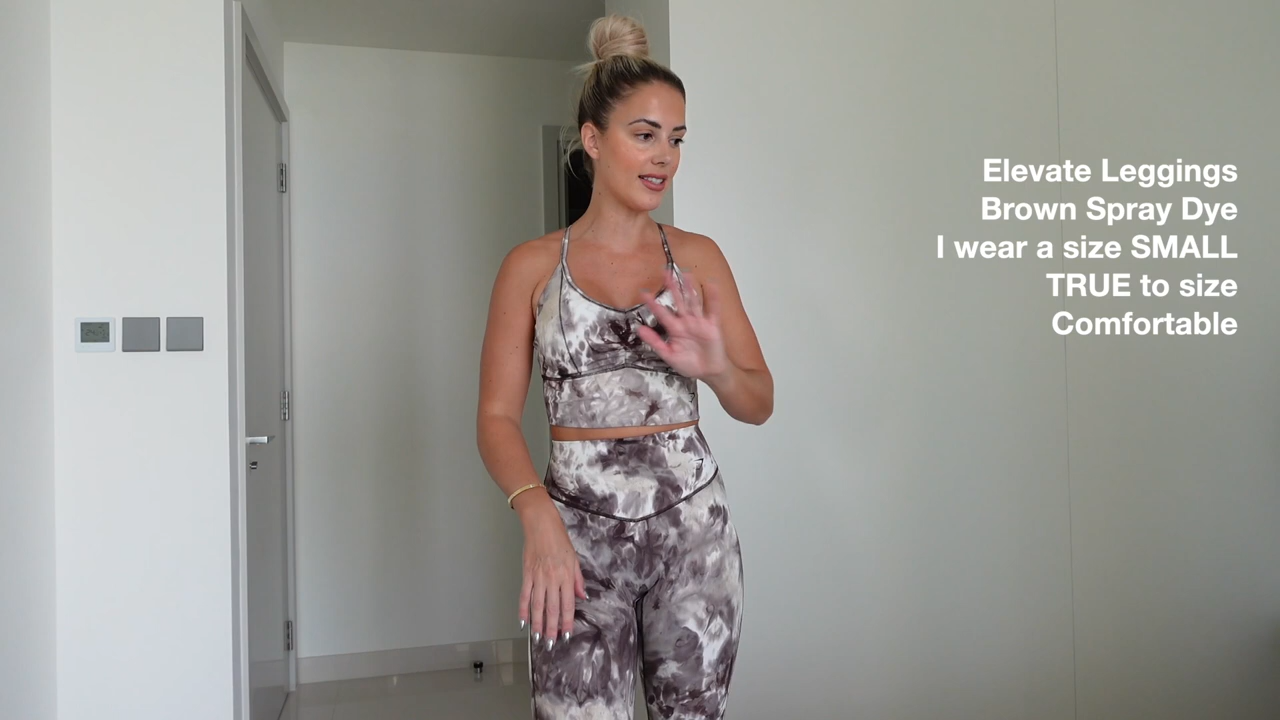 Elevate Leggings
Brown Spray Dye
I wear a size SMALL
TRUE to size
Comfortable